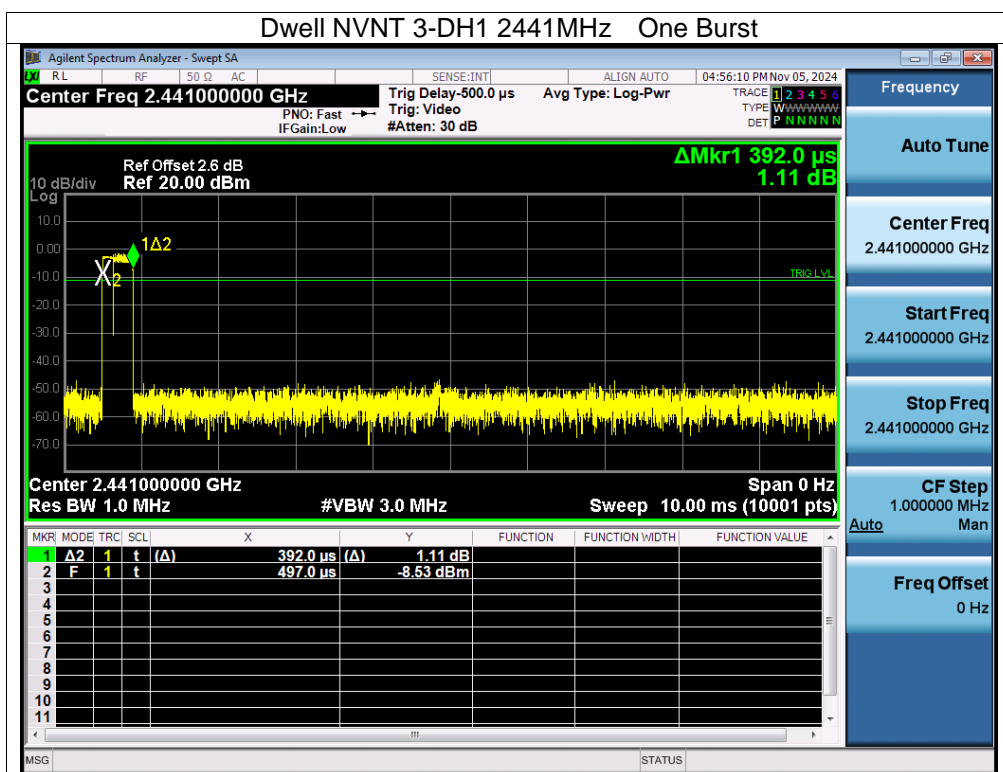 Dwell NVNT 3-DH1 2441MHz One Burst
Agilent Spectrum Analyzer - Swept SA
LXI RL RF 50 Ω AC SENSE:INT ALIGN AUTO 04:56:10 PM Nov 05, 2024
Center Freq 2.441000000 GHz Trig Delay-500.0 µs Avg Type: Log-Pwr TRACE 1 2 3 4 5 6
PNO: Fast Trig: Video TYPE WWWWWWW
IFGain:Low #Atten: 30 dB DET P N N N N N
Frequency
Auto Tune
Center Freq
2.441000000 GHz
Start Freq
2.441000000 GHz
Stop Freq
2.441000000 GHz
CF Step
1.000000 MHz
Auto Man
Freq Offset
0 Hz
ΔMkr1 392.0 µs
1.11 dB
Ref Offset 2.6 dB
10 dB/div Ref 20.00 dBm
Log
10.0
0.00
-10.0
-20.0
-30.0
-40.0
-50.0
-60.0
-70.0
1Δ2
X2
TRIG LVL
Center 2.441000000 GHz Span 0 Hz
Res BW 1.0 MHz #VBW 3.0 MHz Sweep 10.00 ms (10001 pts)
MKR MODE TRC SCL X Y FUNCTION FUNCTION WIDTH FUNCTION VALUE
1 Δ2 1 t (Δ) 392.0 µs (Δ) 1.11 dB
2 F 1 t 497.0 µs -8.53 dBm
3
4
5
6
7
8
9
10
11
MSG STATUS